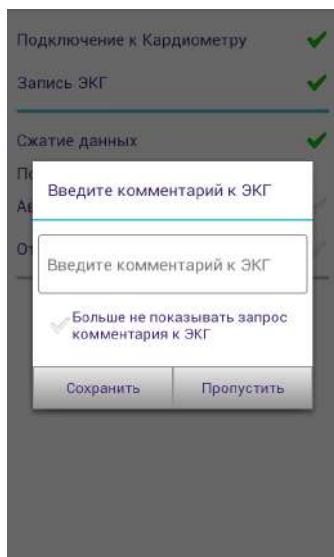 Подключение к Кардиометру
Запись ЭКГ
Сжатие данных
Введите комментарий к ЭКГ
Введите комментарий к ЭКГ
Больше не показывать запрос
комментария к ЭКГ
Сохранить
Пропустить